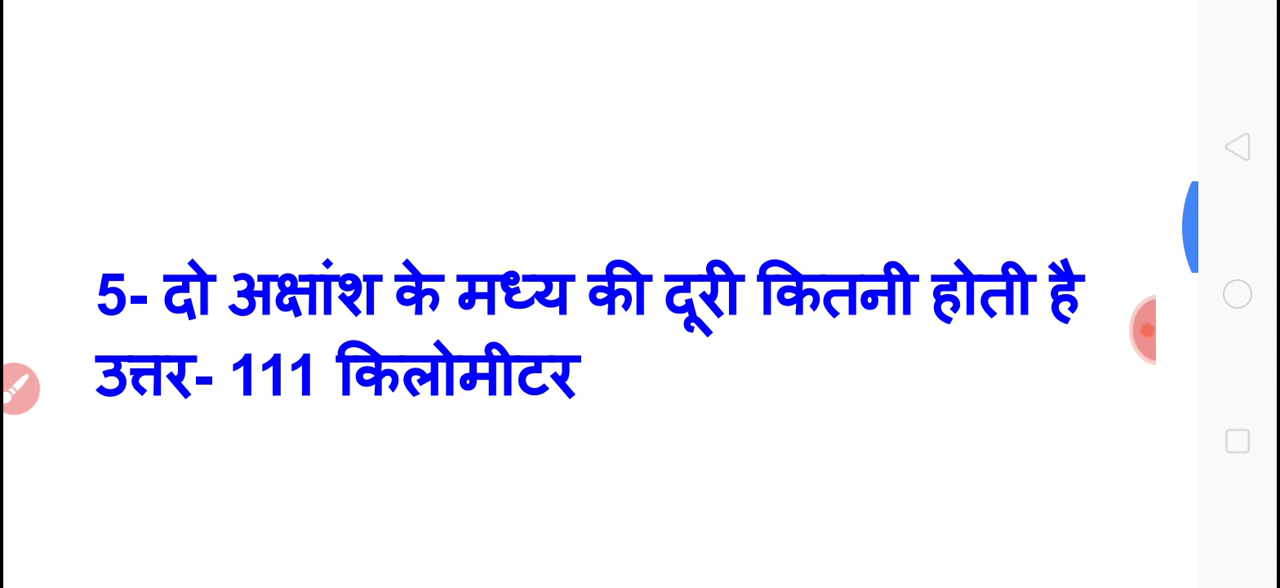 5- दो अक्षांश के मध्य की दूरी कितनी होती है
उत्तर- 111 किलोमीटर